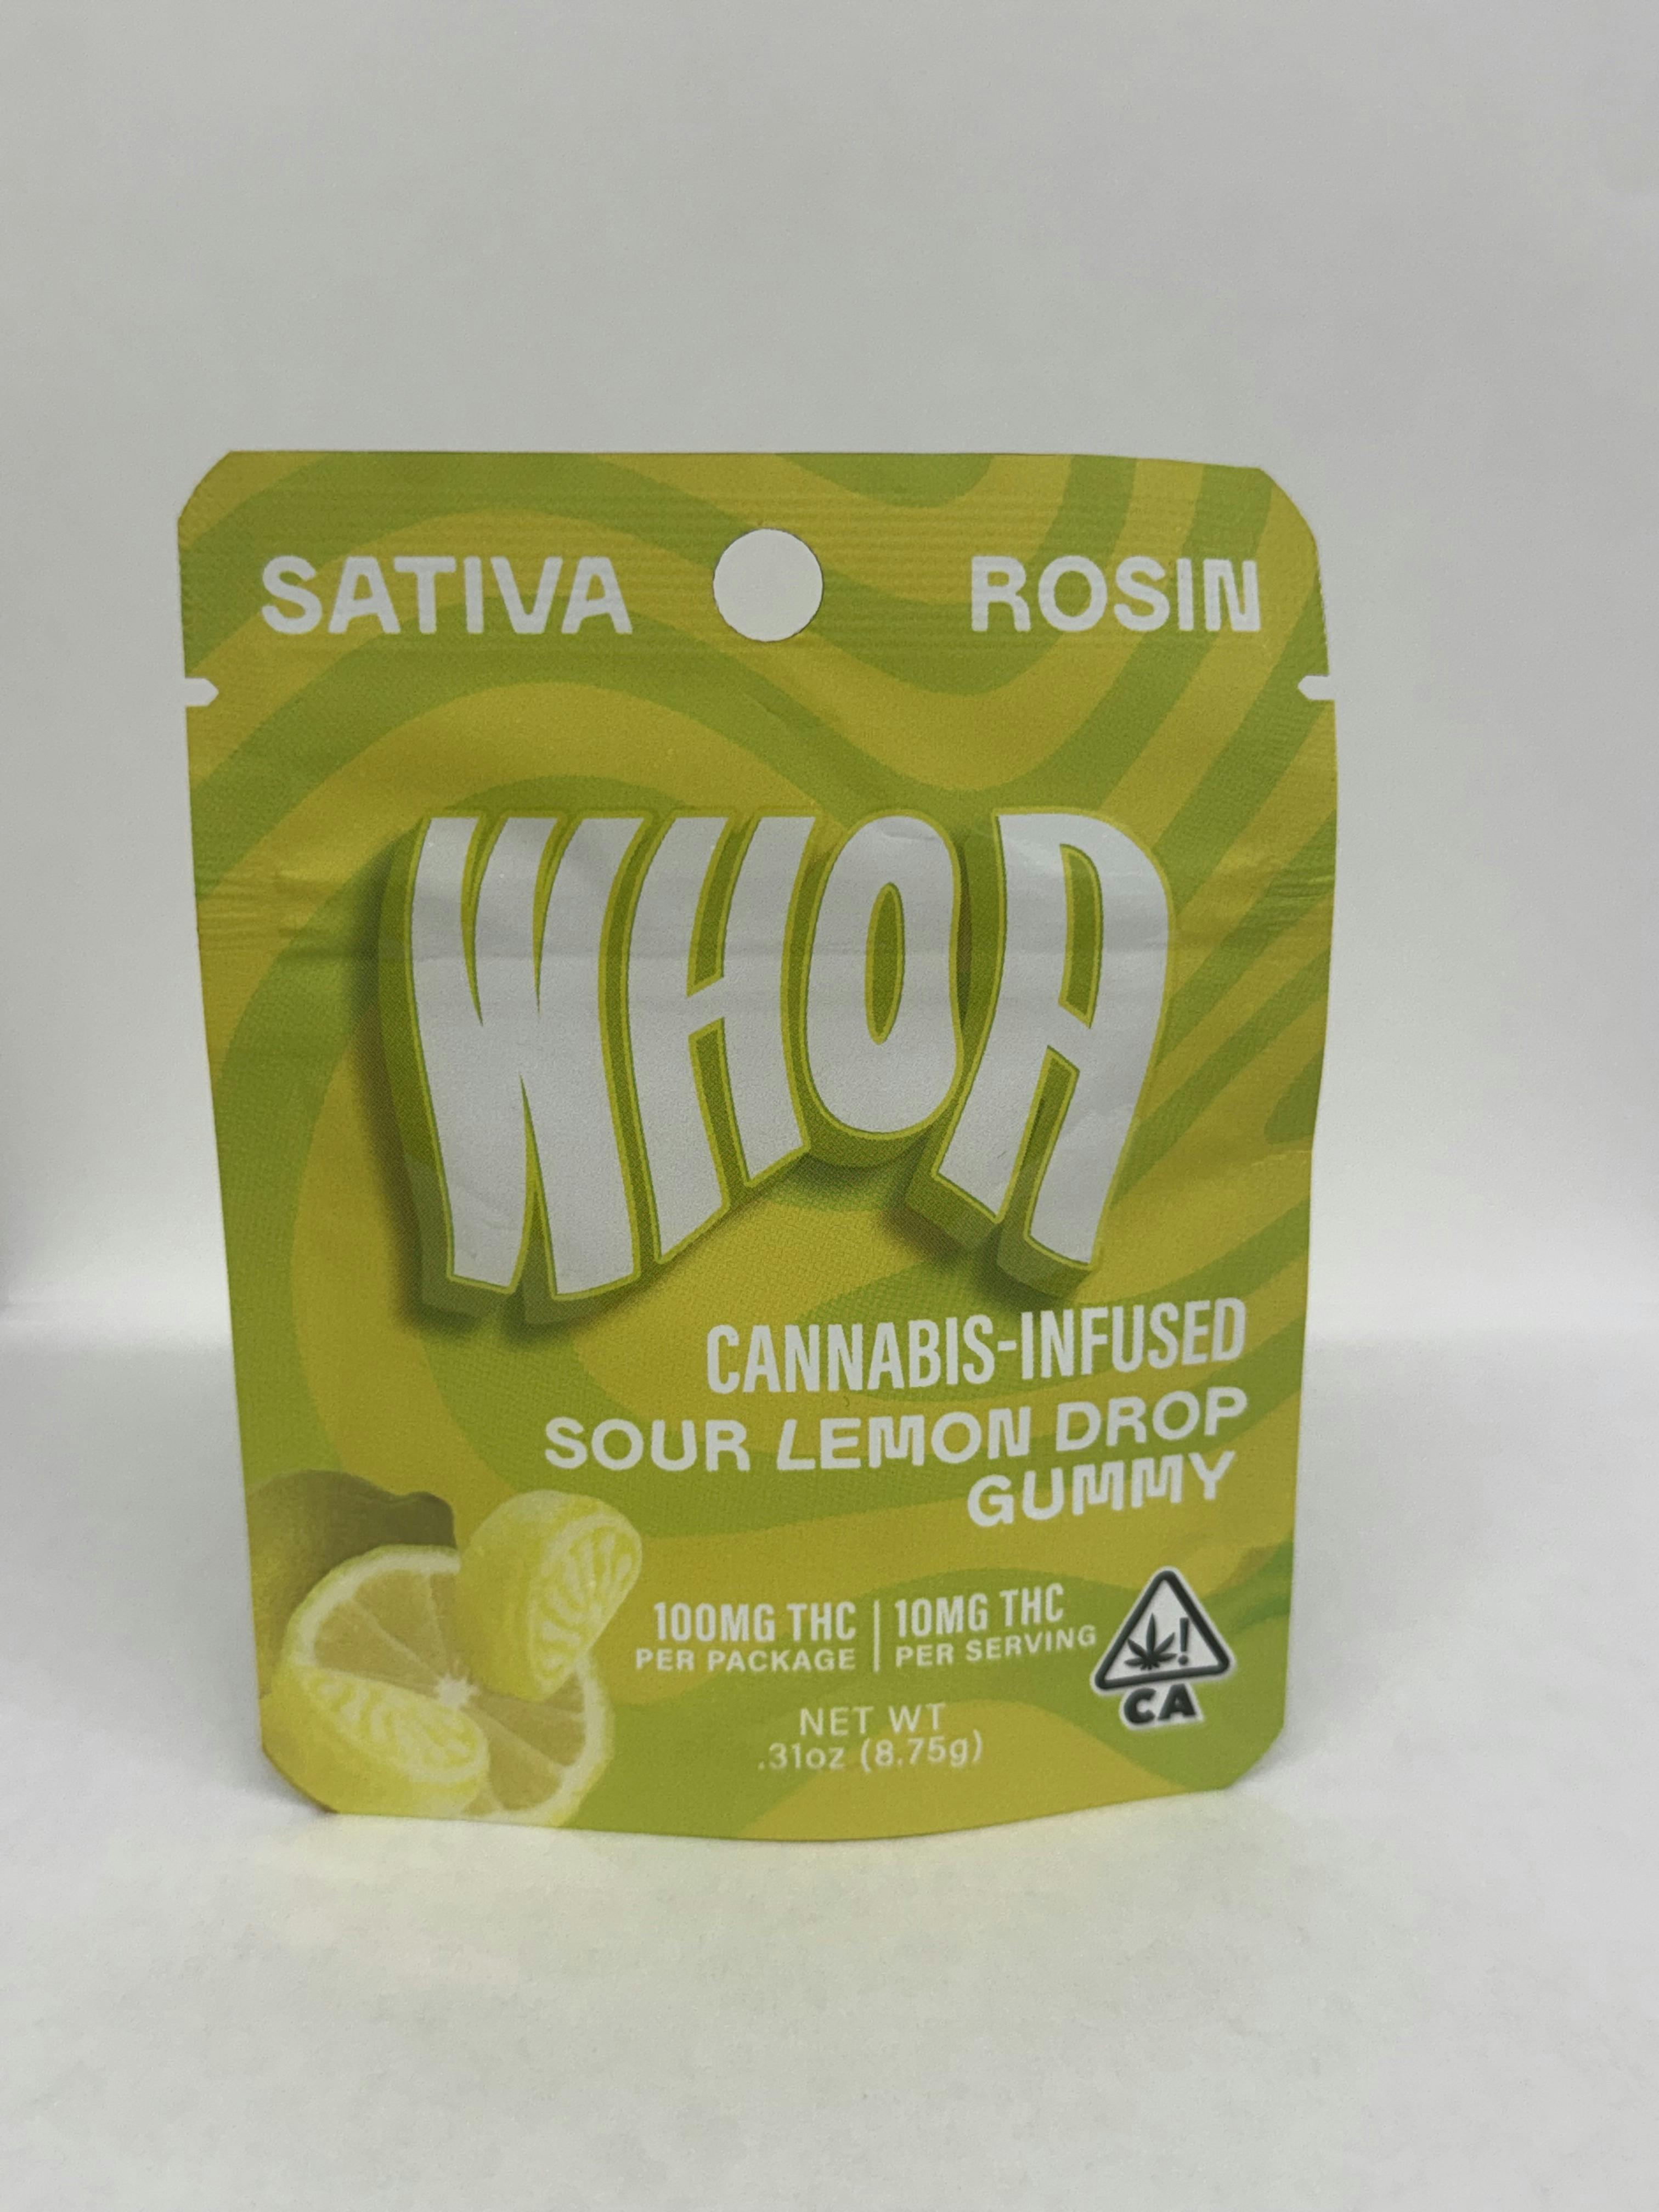 SATIVA ROSIN
WHOA
CANNABIS-INFUSED
SOUR LEMON DROP
GUMMY
100MG THC | 10MG THC
PER PACKAGE | PER SERVING
!
CA
NET WT
.31oz (8.75g)